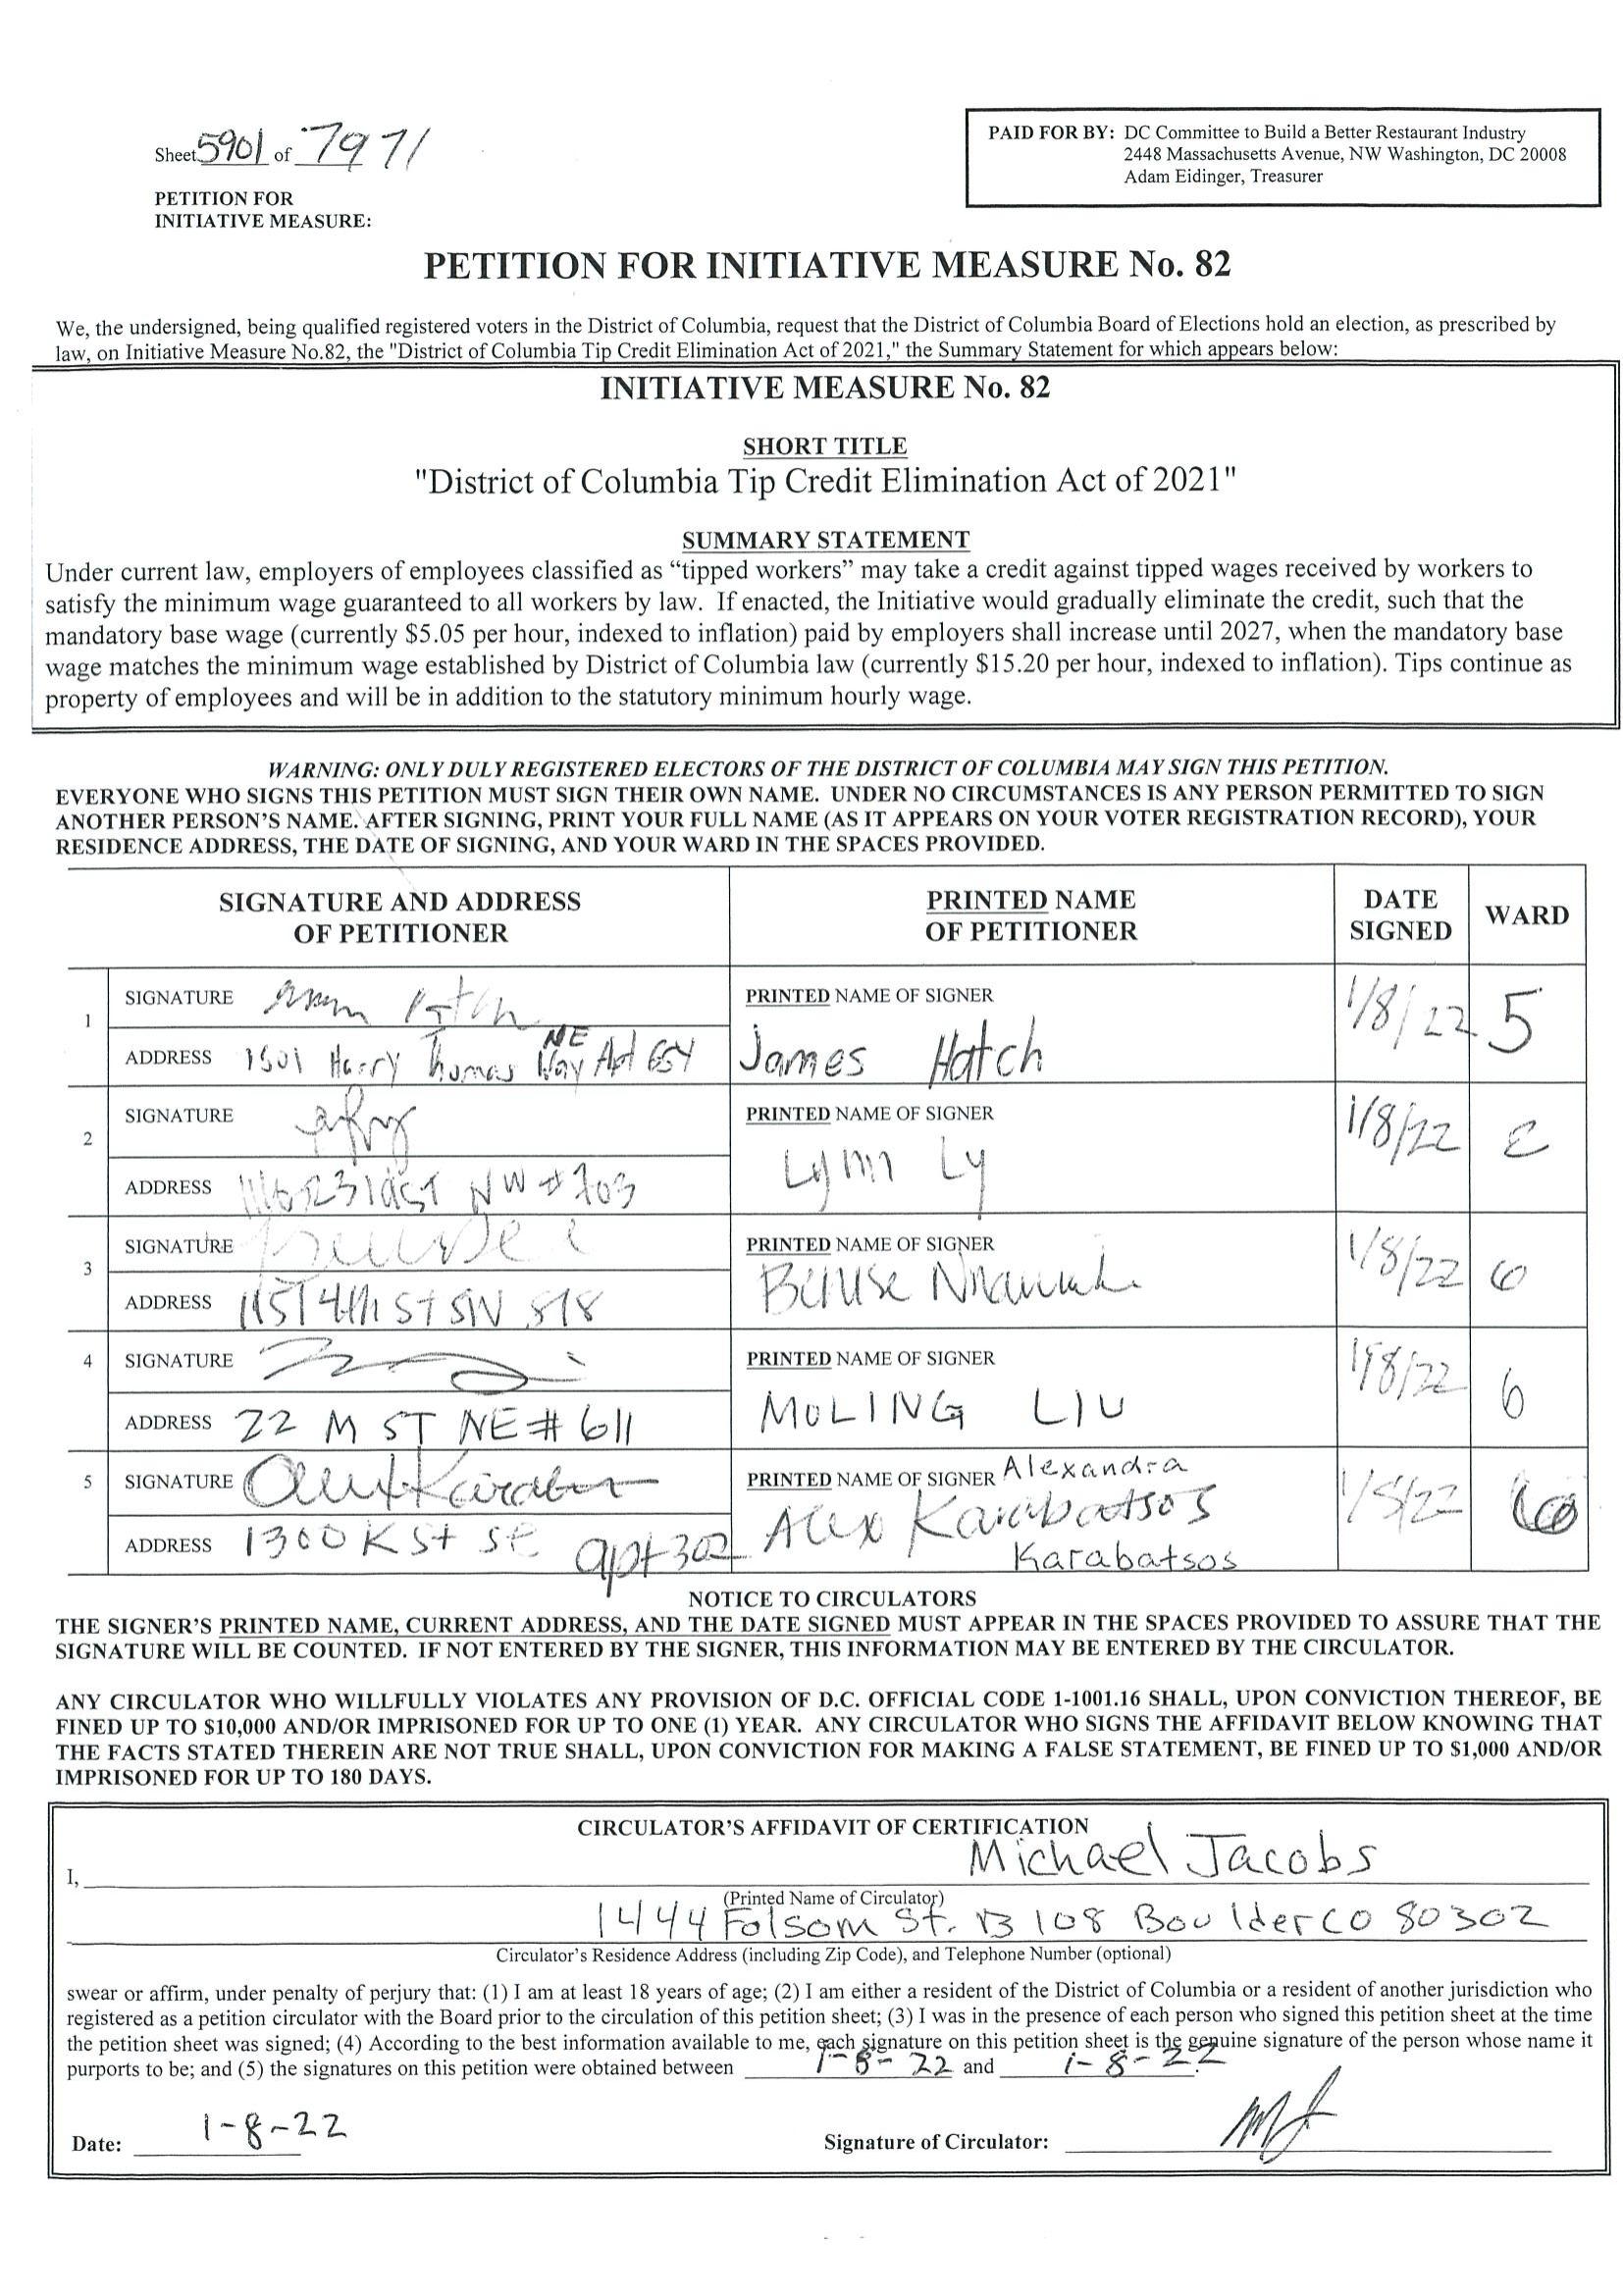 Sheet 5901 of 7971
PAID FOR BY: DC Committee to Build a Better Restaurant Industry
2448 Massachusetts Avenue, NW Washington, DC 20008
Adam Eidinger, Treasurer
PETITION FOR
INITIATIVE MEASURE:
PETITION FOR INITIATIVE MEASURE No. 82
We, the undersigned, being qualified registered voters in the District of Columbia, request that the District of Columbia Board of Elections hold an election, as prescribed by
law, on Initiative Measure No.82, the "District of Columbia Tip Credit Elimination Act of 2021," the Summary Statement for which appears below:
INITIATIVE MEASURE No. 82
SHORT TITLE
"District of Columbia Tip Credit Elimination Act of 2021"
SUMMARY STATEMENT
Under current law, employers of employees classified as “tipped workers” may take a credit against tipped wages received by workers to
satisfy the minimum wage guaranteed to all workers by law. If enacted, the Initiative would gradually eliminate the credit, such that the
mandatory base wage (currently $5.05 per hour, indexed to inflation) paid by employers shall increase until 2027, when the mandatory base
wage matches the minimum wage established by District of Columbia law (currently $15.20 per hour, indexed to inflation). Tips continue as
property of employees and will be in addition to the statutory minimum hourly wage.
WARNING: ONLY DULY REGISTERED ELECTORS OF THE DISTRICT OF COLUMBIA MAY SIGN THIS PETITION.
EVERYONE WHO SIGNS THIS PETITION MUST SIGN THEIR OWN NAME. UNDER NO CIRCUMSTANCES IS ANY PERSON PERMITTED TO SIGN
ANOTHER PERSON’S NAME. AFTER SIGNING, PRINT YOUR FULL NAME (AS IT APPEARS ON YOUR VOTER REGISTRATION RECORD), YOUR
RESIDENCE ADDRESS, THE DATE OF SIGNING, AND YOUR WARD IN THE SPACES PROVIDED.
SIGNATURE AND ADDRESS
OF PETITIONER
PRINTED NAME
OF PETITIONER
DATE
SIGNED
WARD
1
SIGNATURE
ADDRESS 1501 Harry Thomas NE Way Apt 654
PRINTED NAME OF SIGNER
James Hatch
1/8/22
5
2
SIGNATURE
ADDRESS NW #703
PRINTED NAME OF SIGNER
Lynn Ly
1/8/22
2
3
SIGNATURE
ADDRESS 1151 4th St SW 818
PRINTED NAME OF SIGNER
1/8/22
6
4
SIGNATURE
ADDRESS 22 M ST NE # 611
PRINTED NAME OF SIGNER
MOLING LIU
1/8/22
6
5
SIGNATURE
ADDRESS 1300 K St SE apt 302
PRINTED NAME OF SIGNER Alexandra
Alex Karabatsos
Karabatsos
1/8/22
6
NOTICE TO CIRCULATORS
THE SIGNER’S PRINTED NAME, CURRENT ADDRESS, AND THE DATE SIGNED MUST APPEAR IN THE SPACES PROVIDED TO ASSURE THAT THE
SIGNATURE WILL BE COUNTED. IF NOT ENTERED BY THE SIGNER, THIS INFORMATION MAY BE ENTERED BY THE CIRCULATOR.
ANY CIRCULATOR WHO WILLFULLY VIOLATES ANY PROVISION OF D.C. OFFICIAL CODE 1-1001.16 SHALL, UPON CONVICTION THEREOF, BE
FINED UP TO $10,000 AND/OR IMPRISONED FOR UP TO ONE (1) YEAR. ANY CIRCULATOR WHO SIGNS THE AFFIDAVIT BELOW KNOWING THAT
THE FACTS STATED THEREIN ARE NOT TRUE SHALL, UPON CONVICTION FOR MAKING A FALSE STATEMENT, BE FINED UP TO $1,000 AND/OR
IMPRISONED FOR UP TO 180 DAYS.
CIRCULATOR’S AFFIDAVIT OF CERTIFICATION
I, Michael Jacobs
(Printed Name of Circulator)
1444 Folsom St. B 108 Boulder CO 80302
Circulator’s Residence Address (including Zip Code), and Telephone Number (optional)
swear or affirm, under penalty of perjury that: (1) I am at least 18 years of age; (2) I am either a resident of the District of Columbia or a resident of another jurisdiction who
registered as a petition circulator with the Board prior to the circulation of this petition sheet; (3) I was in the presence of each person who signed this petition sheet at the time
the petition sheet was signed; (4) According to the best information available to me, each signature on this petition sheet is the genuine signature of the person whose name it
purports to be; and (5) the signatures on this petition were obtained between 1-8-22 and 1-8-22.
Date: 1-8-22
Signature of Circulator: MJ